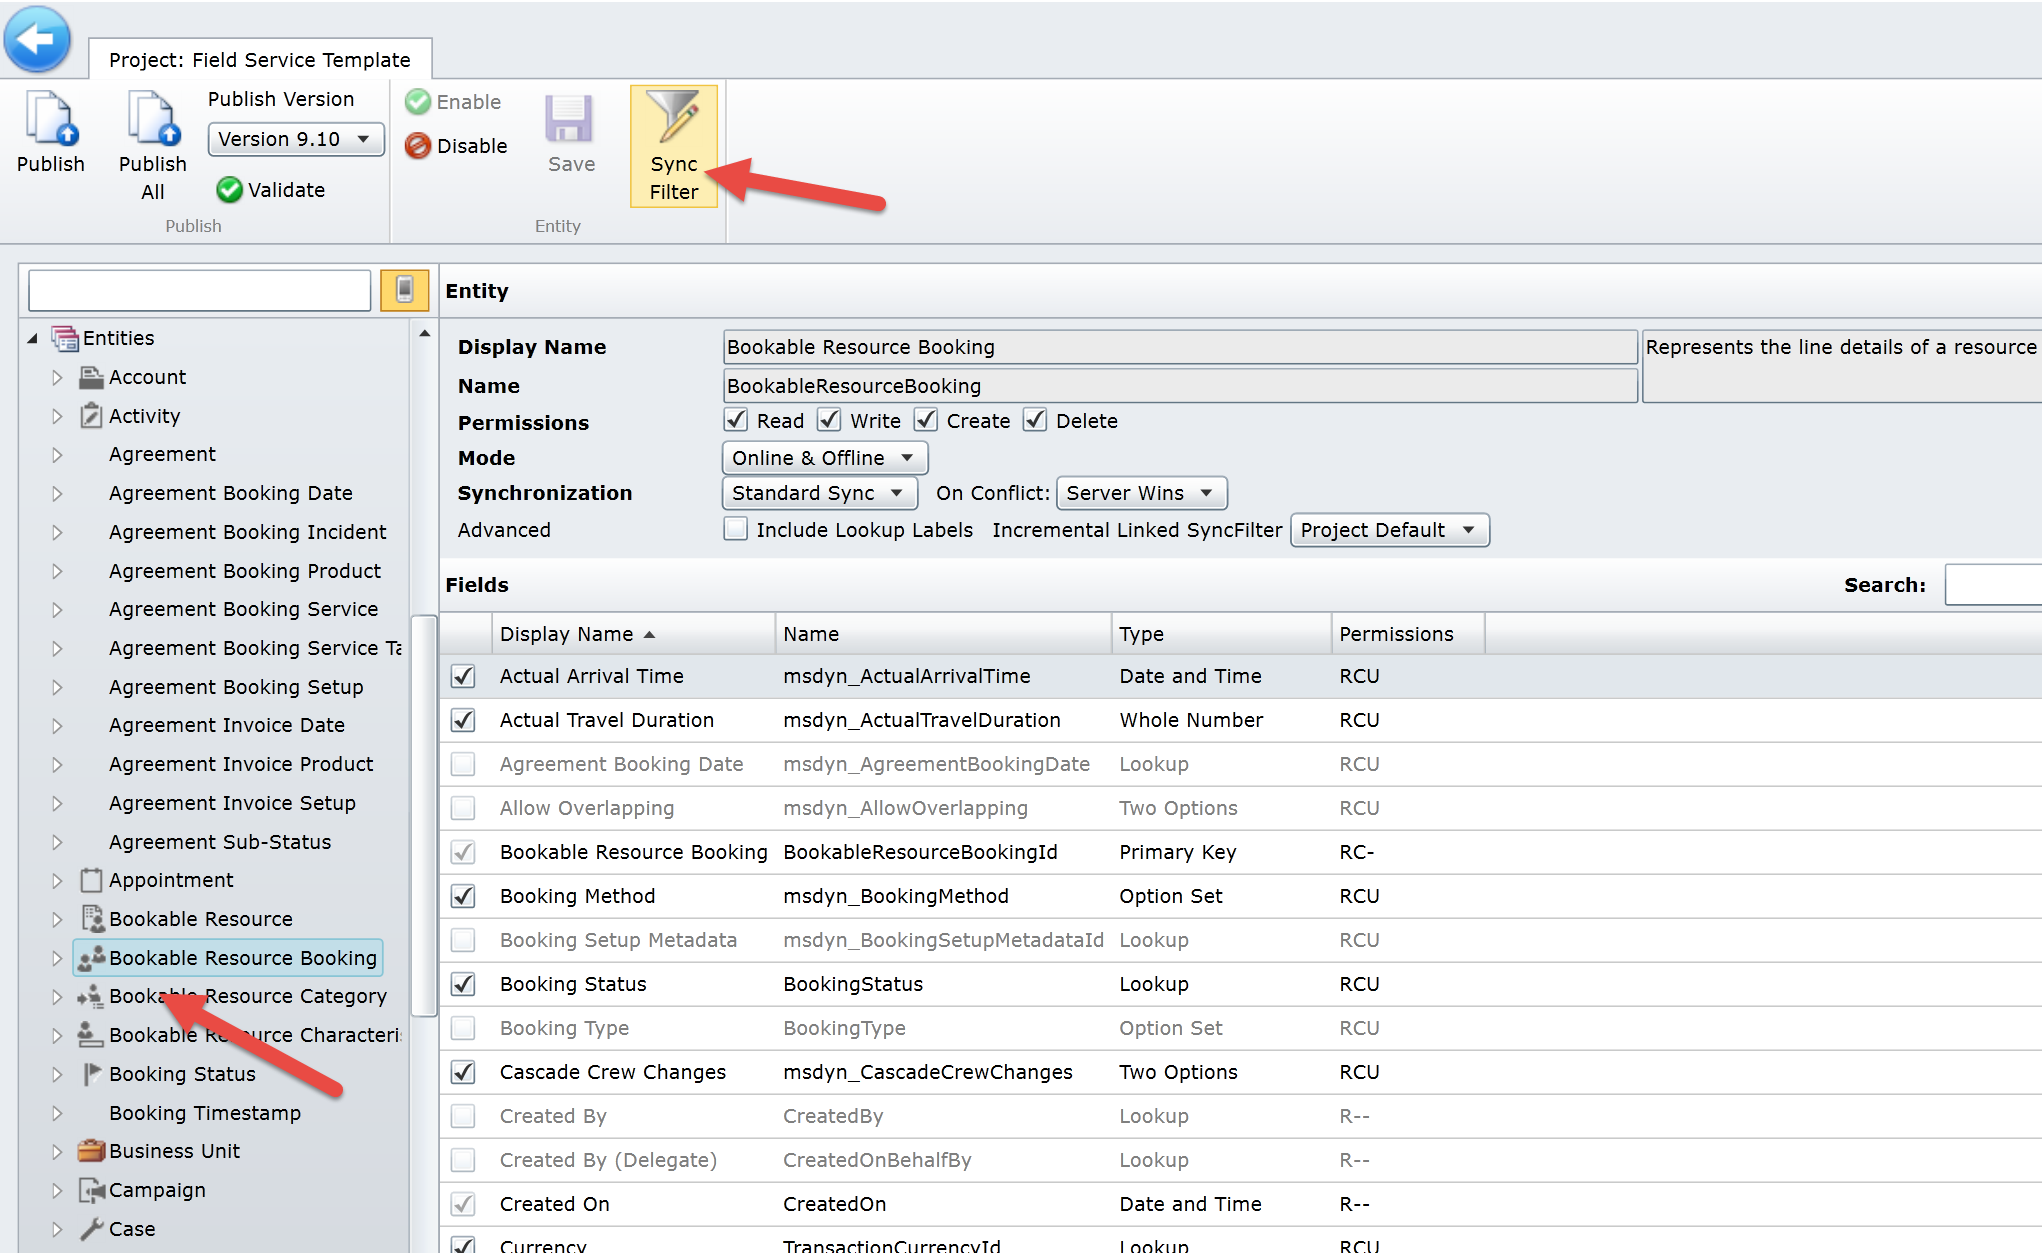 Project: Field Service Template
Publish
Publish All
Publish Version
Version 9.10
Validate
Publish
Enable
Disable
Save
Sync Filter
Entity
Entities
Account
Activity
Agreement
Agreement Booking Date
Agreement Booking Incident
Agreement Booking Product
Agreement Booking Service
Agreement Booking Service Ta
Agreement Booking Setup
Agreement Invoice Date
Agreement Invoice Product
Agreement Invoice Setup
Agreement Sub-Status
Appointment
Bookable Resource
Bookable Resource Booking
Bookable Resource Category
Bookable Resource Characteris
Booking Status
Booking Timestamp
Business Unit
Campaign
Case
Entity
Display Name Bookable Resource Booking Represents the line details of a resource
Name BookableResourceBooking
Permissions Read Write Create Delete
Mode Online & Offline
Synchronization Standard Sync On Conflict: Server Wins
Advanced Include Lookup Labels Incremental Linked SyncFilter Project Default
Fields Search:
Display Name Name Type Permissions
Actual Arrival Time msdyn_ActualArrivalTime Date and Time RCU
Actual Travel Duration msdyn_ActualTravelDuration Whole Number RCU
Agreement Booking Date msdyn_AgreementBookingDate Lookup RCU
Allow Overlapping msdyn_AllowOverlapping Two Options RCU
Bookable Resource Booking BookableResourceBookingId Primary Key RC-
Booking Method msdyn_BookingMethod Option Set RCU
Booking Setup Metadata msdyn_BookingSetupMetadataId Lookup RCU
Booking Status BookingStatus Lookup RCU
Booking Type BookingType Option Set RCU
Cascade Crew Changes msdyn_CascadeCrewChanges Two Options RCU
Created By CreatedBy Lookup R--
Created By (Delegate) CreatedOnBehalfBy Lookup R--
Created On CreatedOn Date and Time R--
Currency TransactionCurrencyId Lookup RCU